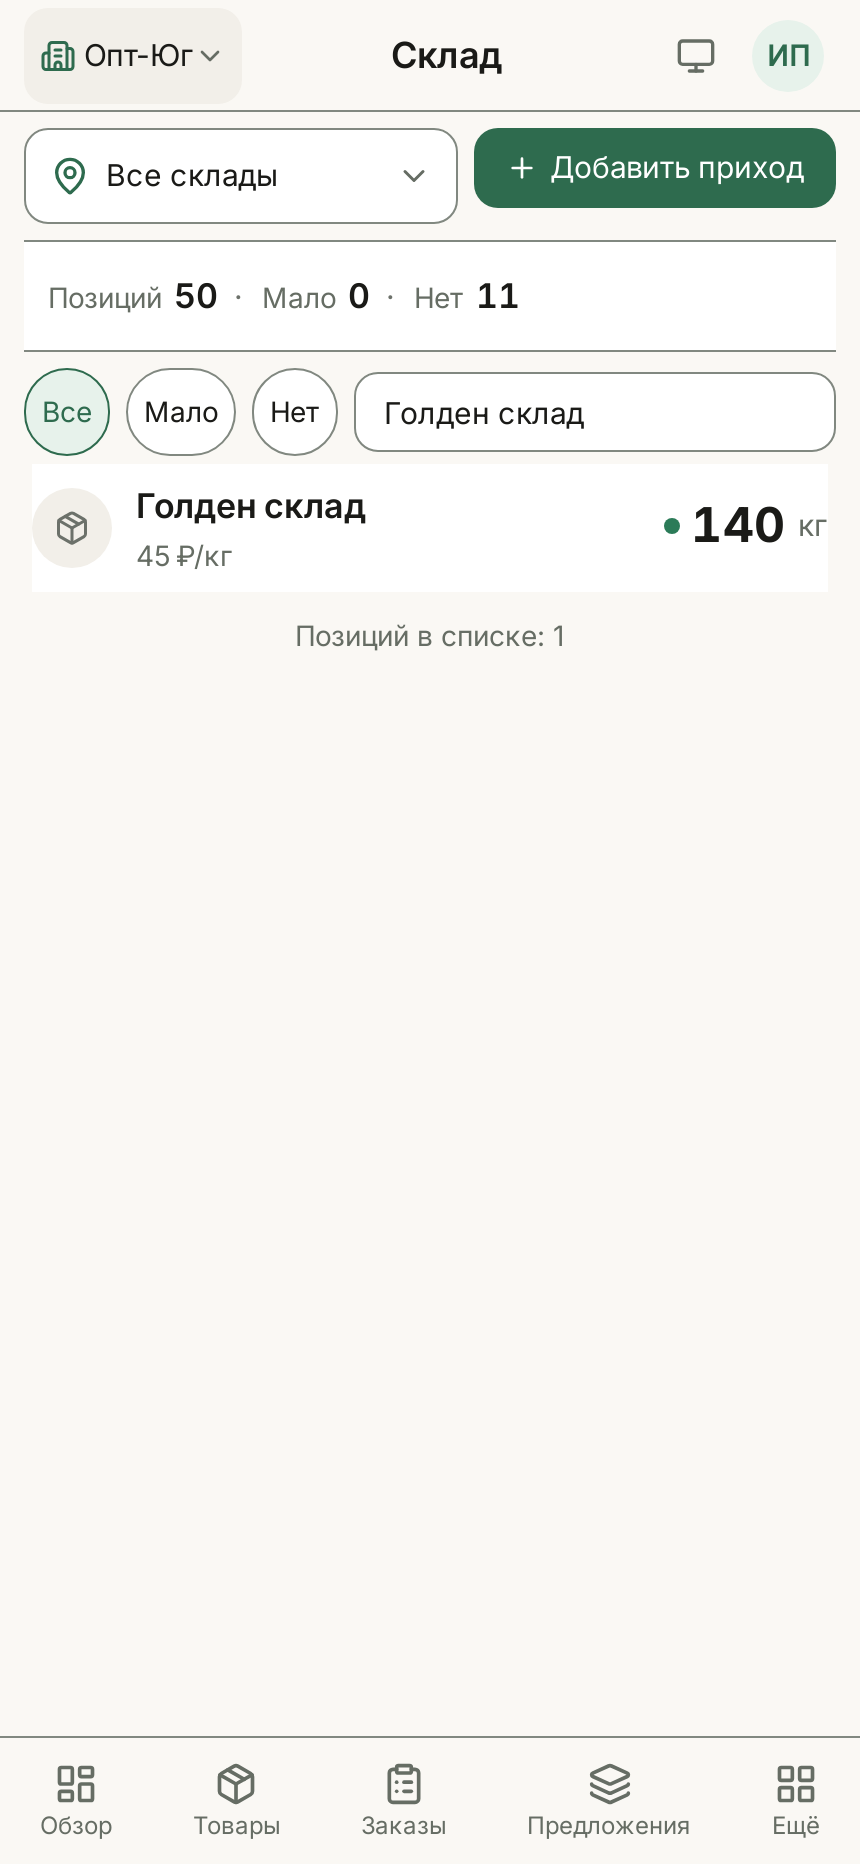 Опт-Юг
Склад
ИП
Все склады
Добавить приход
Позиций 50 · Мало 0 · Нет 11
Все
Мало
Нет
Голден склад
Голден склад
140 кг
45 ₽/кг
Позиций в списке: 1
Обзор
Товары
Заказы
Предложения
Ещё